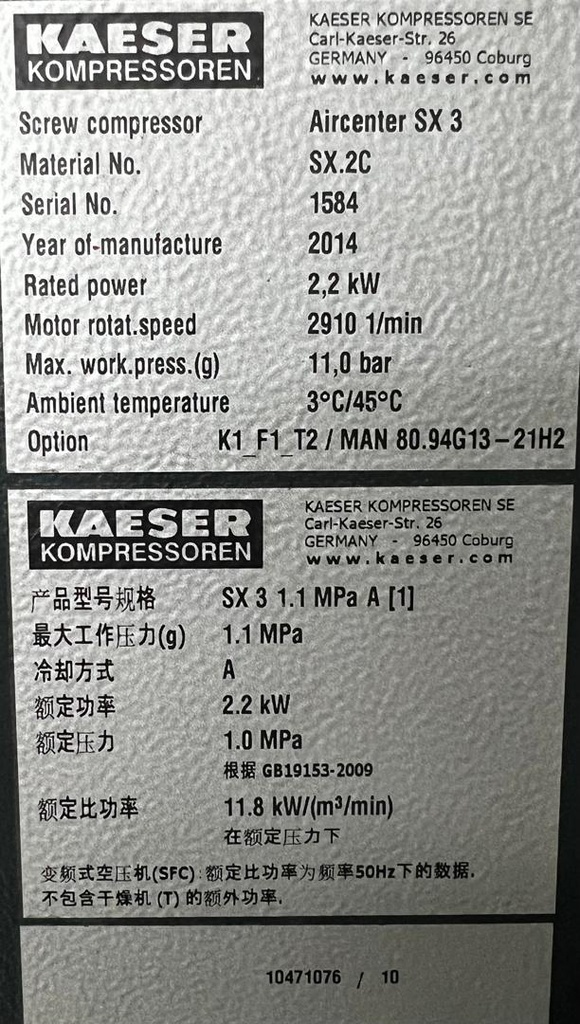 KAESER
KOMPRESSOREN
KAESER KOMPRESSOREN SE
Carl-Kaeser-Str. 26
GERMANY - 96450 Coburg
www.kaeser.com
Screw compressor Aircenter SX 3
Material No. SX.2C
Serial No. 1584
Year of-manufacture 2014
Rated power 2,2 kW
Motor rotat.speed 2910 1/min
Max. work.press.(g) 11,0 bar
Ambient temperature 3°C/45°C
Option K1_F1_T2 / MAN 80.94G13-21H2
KAESER
KOMPRESSOREN
KAESER KOMPRESSOREN SE
Carl-Kaeser-Str. 26
GERMANY - 96450 Coburg
www.kaeser.com
产品型号规格 SX 3 1.1 MPa A [1]
最大工作压力(g) 1.1 MPa
冷却方式 A
额定功率 2.2 kW
额定压力 1.0 MPa
根据 GB19153-2009
额定比功率 11.8 kW/(m³/min)
在额定压力下
变频式空压机(SFC):额定比功率为频率50Hz下的数据.
不包含干燥机 (T) 的额外功率.
10471076 / 10